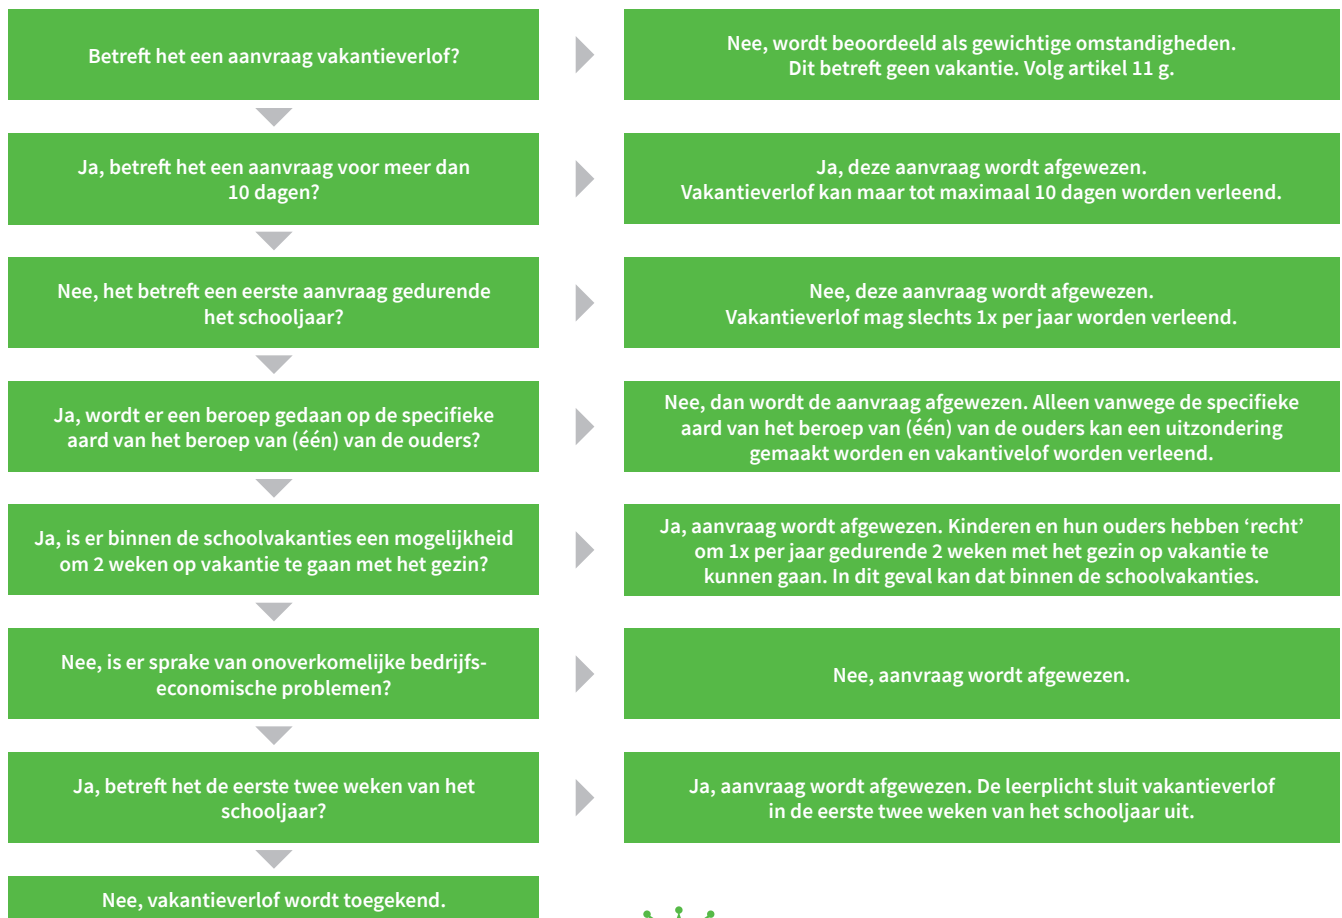 Betreft het een aanvraag vakantieverlof?
Nee, wordt beoordeeld als gewichtige omstandigheden.
Dit betreft geen vakantie. Volg artikel 11 g.
Ja, betreft het een aanvraag voor meer dan
10 dagen?
Ja, deze aanvraag wordt afgewezen.
Vakantieverlof kan maar tot maximaal 10 dagen worden verleend.
Nee, het betreft een eerste aanvraag gedurende
het schooljaar?
Nee, deze aanvraag wordt afgewezen.
Vakantieverlof mag slechts 1x per jaar worden verleend.
Ja, wordt er een beroep gedaan op de specifieke
aard van het beroep van (één) van de ouders?
Nee, dan wordt de aanvraag afgewezen. Alleen vanwege de specifieke
aard van het beroep van (één) van de ouders kan een uitzondering
gemaakt worden en vakantivelof worden verleend.
Ja, is er binnen de schoolvakanties een mogelijkheid
om 2 weken op vakantie te gaan met het gezin?
Ja, aanvraag wordt afgewezen. Kinderen en hun ouders hebben ‘recht’
om 1x per jaar gedurende 2 weken met het gezin op vakantie te
kunnen gaan. In dit geval kan dat binnen de schoolvakanties.
Nee, is er sprake van onoverkomelijke bedrijfs-
economische problemen?
Nee, aanvraag wordt afgewezen.
Ja, betreft het de eerste twee weken van het
schooljaar?
Ja, aanvraag wordt afgewezen. De leerplicht sluit vakantieverlof
in de eerste twee weken van het schooljaar uit.
Nee, vakantieverlof wordt toegekend.